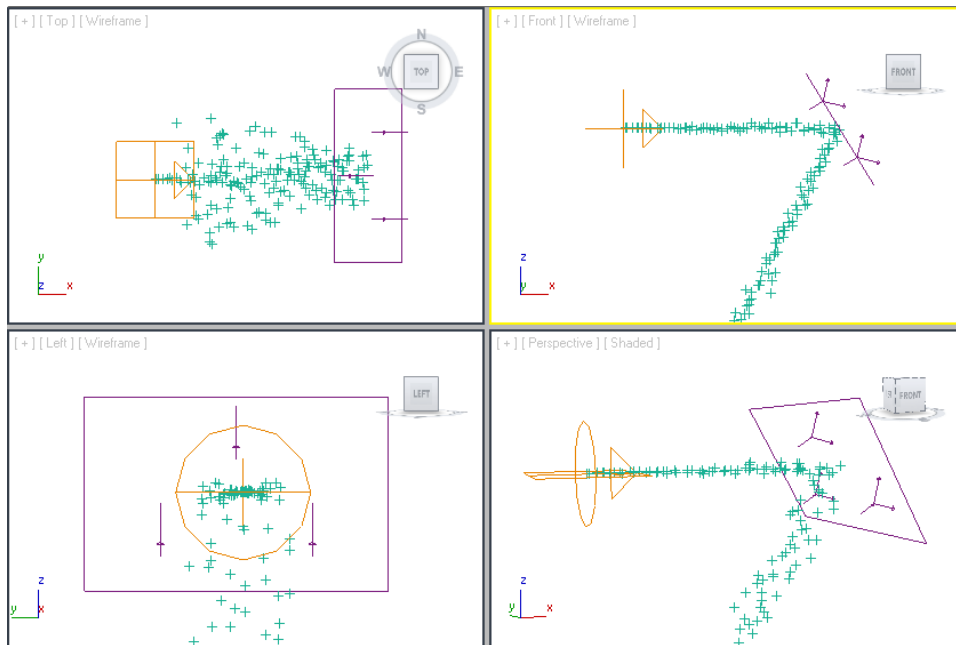 [ + ] [ Top ] [ Wireframe ]
N
W
TOP
E
S
y
z
x
[ + ] [ Front ] [ Wireframe ]
FRONT
z
y
x
[ + ] [ Left ] [ Wireframe ]
LEFT
z
y
x
[ + ] [ Perspective ] [ Shaded ]
FRONT
z
y
x